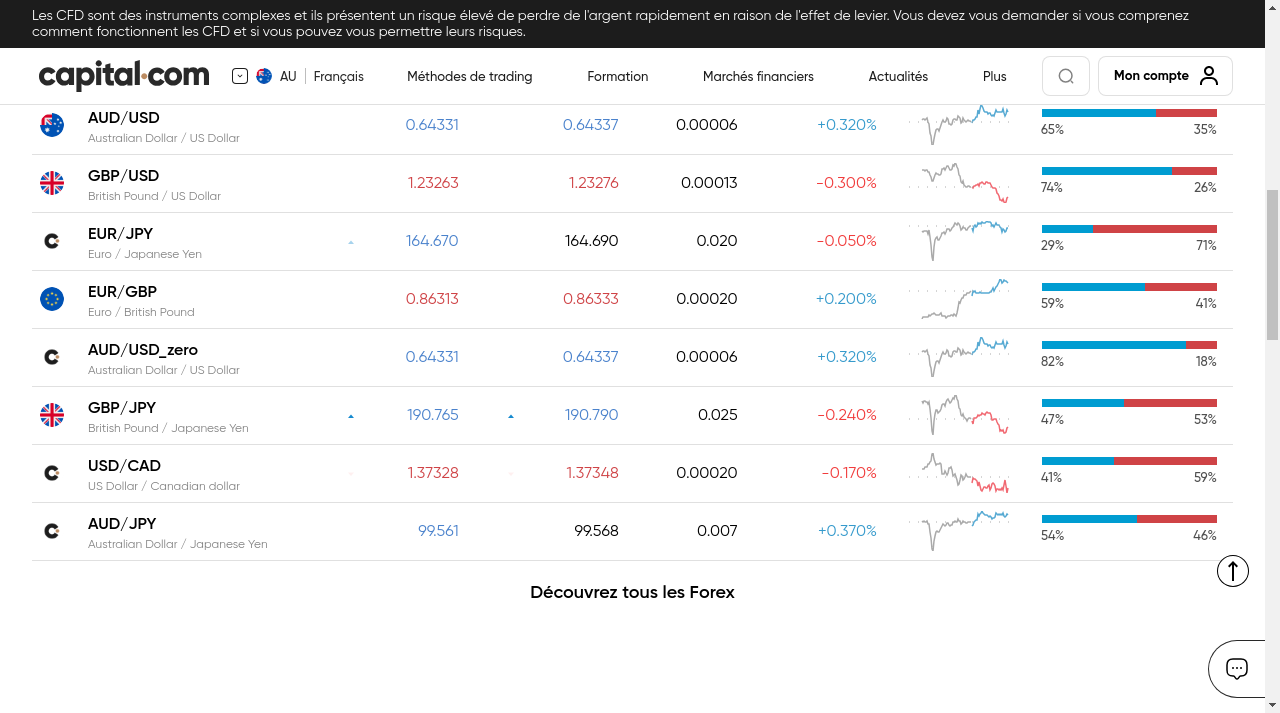 Les CFD sont des instruments complexes et ils présentent un risque élevé de perdre de l'argent rapidement en raison de l'effet de levier. Vous devez vous demander si vous comprenez
comment fonctionnent les CFD et si vous pouvez vous permettre leurs risques.
capital.com AU Français Méthodes de trading Formation Marchés financiers Actualités Plus Mon compte
AUD/USD 0.64331 0.64337 0.00006 +0.320%
Australian Dollar / US Dollar 65% 35%
GBP/USD 1.23263 1.23276 0.00013 -0.300%
British Pound / US Dollar 74% 26%
EUR/JPY 164.670 164.690 0.020 -0.050%
Euro / Japanese Yen 29% 71%
EUR/GBP 0.86313 0.86333 0.00020 +0.200%
Euro / British Pound 59% 41%
AUD/USD_zero 0.64331 0.64337 0.00006 +0.320%
Australian Dollar / US Dollar 82% 18%
GBP/JPY 190.765 190.790 0.025 -0.240%
British Pound / Japanese Yen 47% 53%
USD/CAD 1.37328 1.37348 0.00020 -0.170%
US Dollar / Canadian dollar 41% 59%
AUD/JPY 99.561 99.568 0.007 +0.370%
Australian Dollar / Japanese Yen 54% 46%
Découvrez tous les Forex